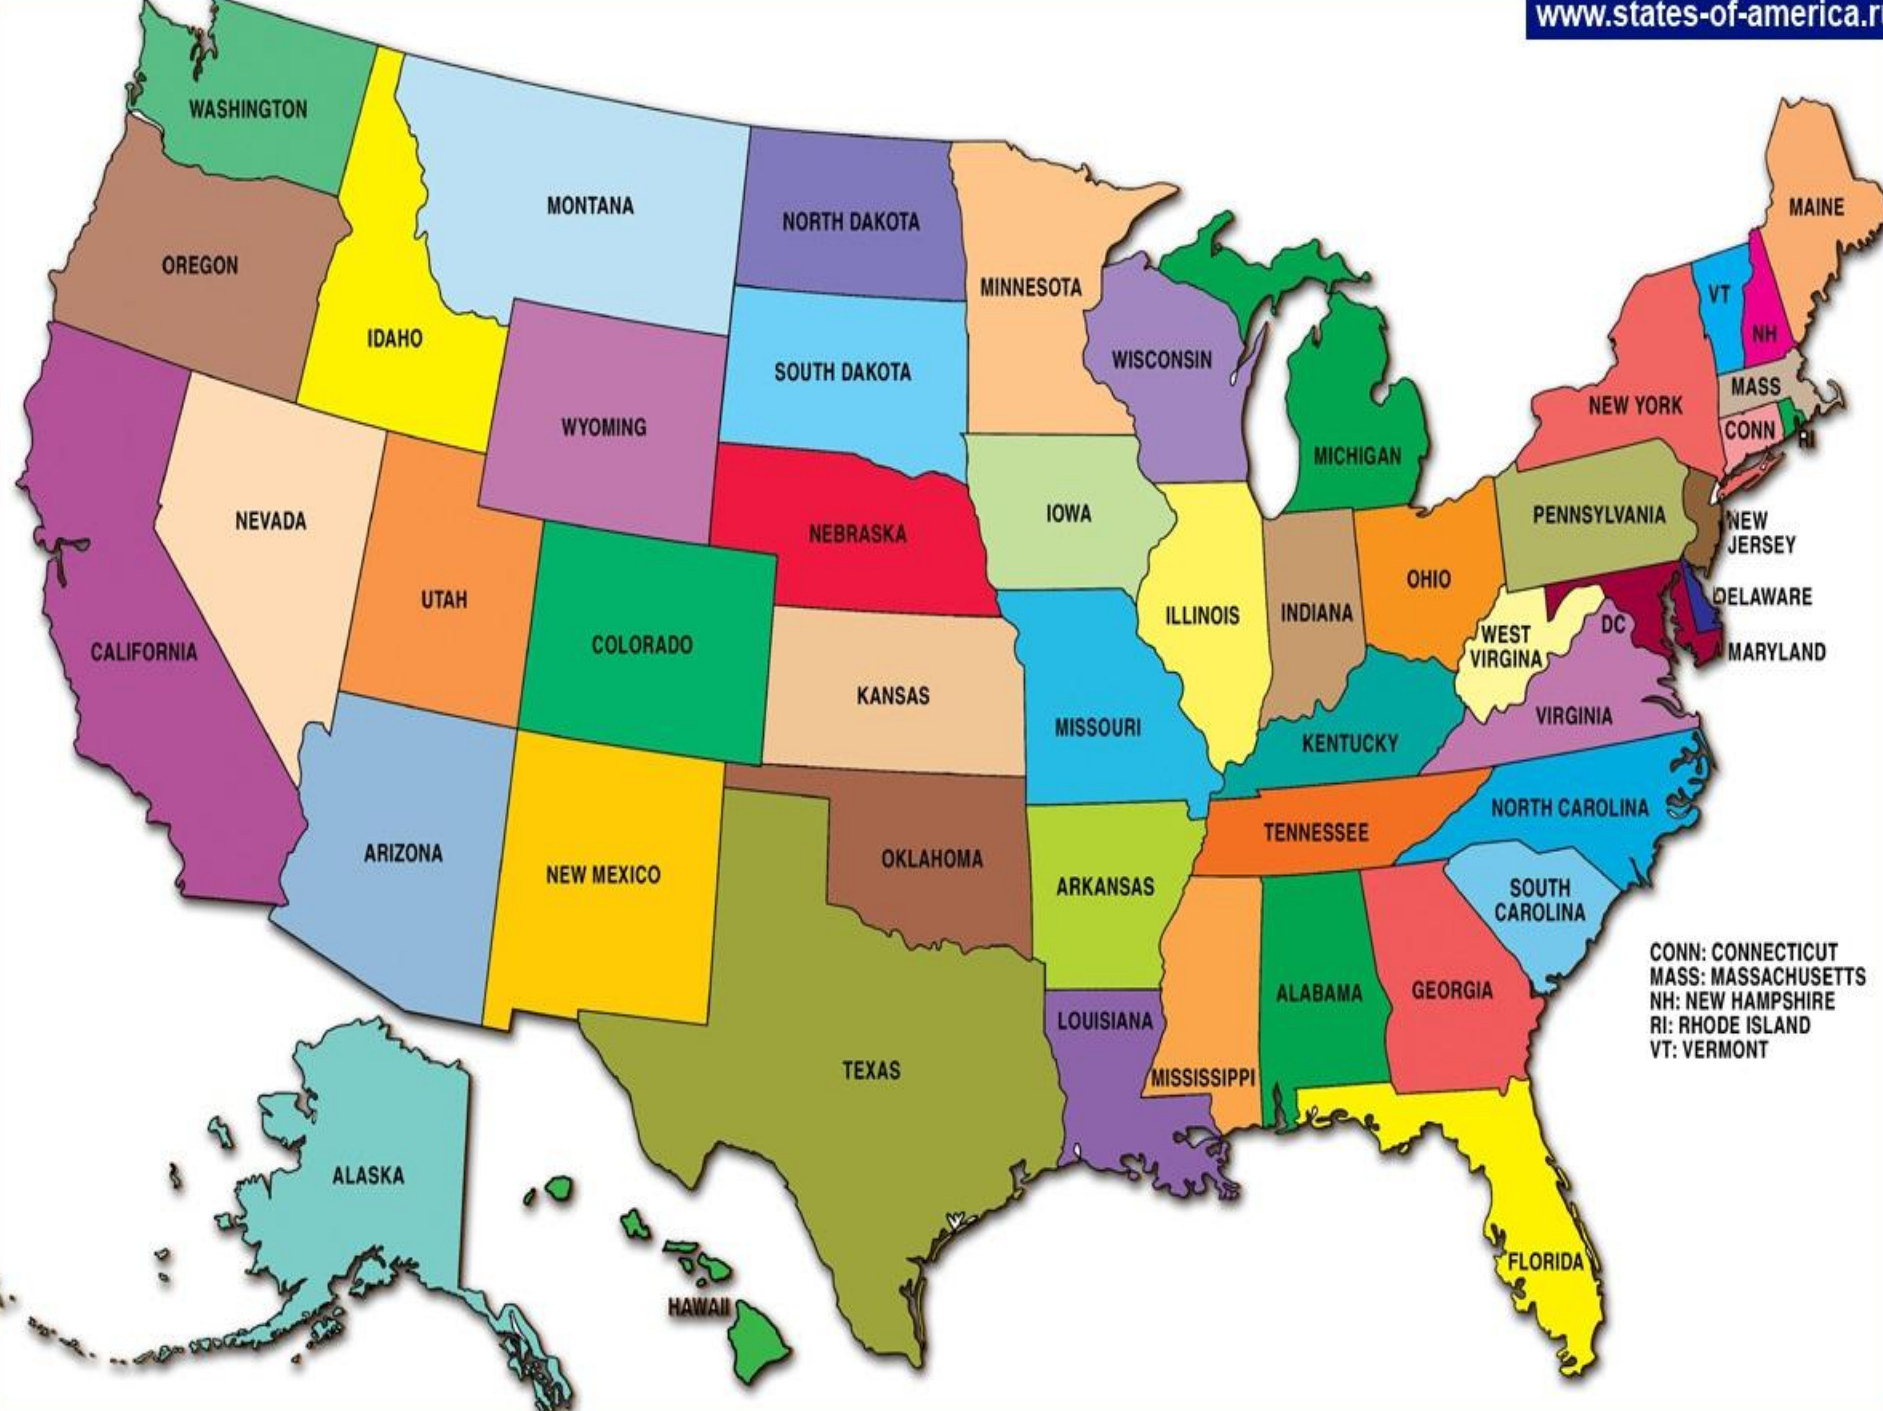 www.states-of-america.r
WASHINGTON
MONTANA
NORTH DAKOTA
MINNESOTA
MAINE
OREGON
IDAHO
SOUTH DAKOTA
WISCONSIN
VT
NH
WYOMING
MICHIGAN
NEW YORK
MASS
CONN
RI
NEVADA
NEBRASKA
IOWA
PENNSYLVANIA
NEW
JERSEY
UTAH
COLORADO
ILLINOIS
INDIANA
OHIO
DELAWARE
WEST
VIRGINA
DC
MARYLAND
CALIFORNIA
KANSAS
MISSOURI
KENTUCKY
VIRGINIA
ARIZONA
NEW MEXICO
OKLAHOMA
ARKANSAS
TENNESSEE
NORTH CAROLINA
SOUTH
CAROLINA
TEXAS
LOUISIANA
MISSISSIPPI
ALABAMA
GEORGIA
CONN: CONNECTICUT
MASS: MASSACHUSETTS
NH: NEW HAMPSHIRE
RI: RHODE ISLAND
VT: VERMONT
ALASKA
HAWAII
FLORIDA